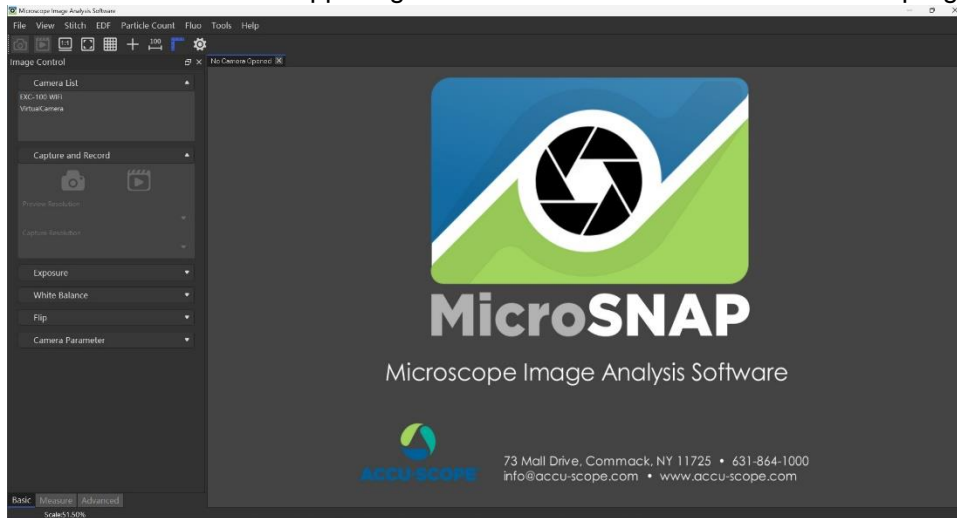 Microscope Image Analysis Software
File View Stitch EDF Particle Count Fluo Tools Help
1:1 100
Image Control
No Camera Opened
Camera List
EXC-100 WiFi
VirtualCamera
Capture and Record
Preview Resolution
Capture Resolution
Exposure
White Balance
Flip
Camera Parameter
MicroSNAP
Microscope Image Analysis Software
ACCU-SCOPE
73 Mall Drive, Commack, NY 11725 • 631-864-1000
info@accu-scope.com • www.accu-scope.com
Basic Measure Advanced
Scale:51.50%